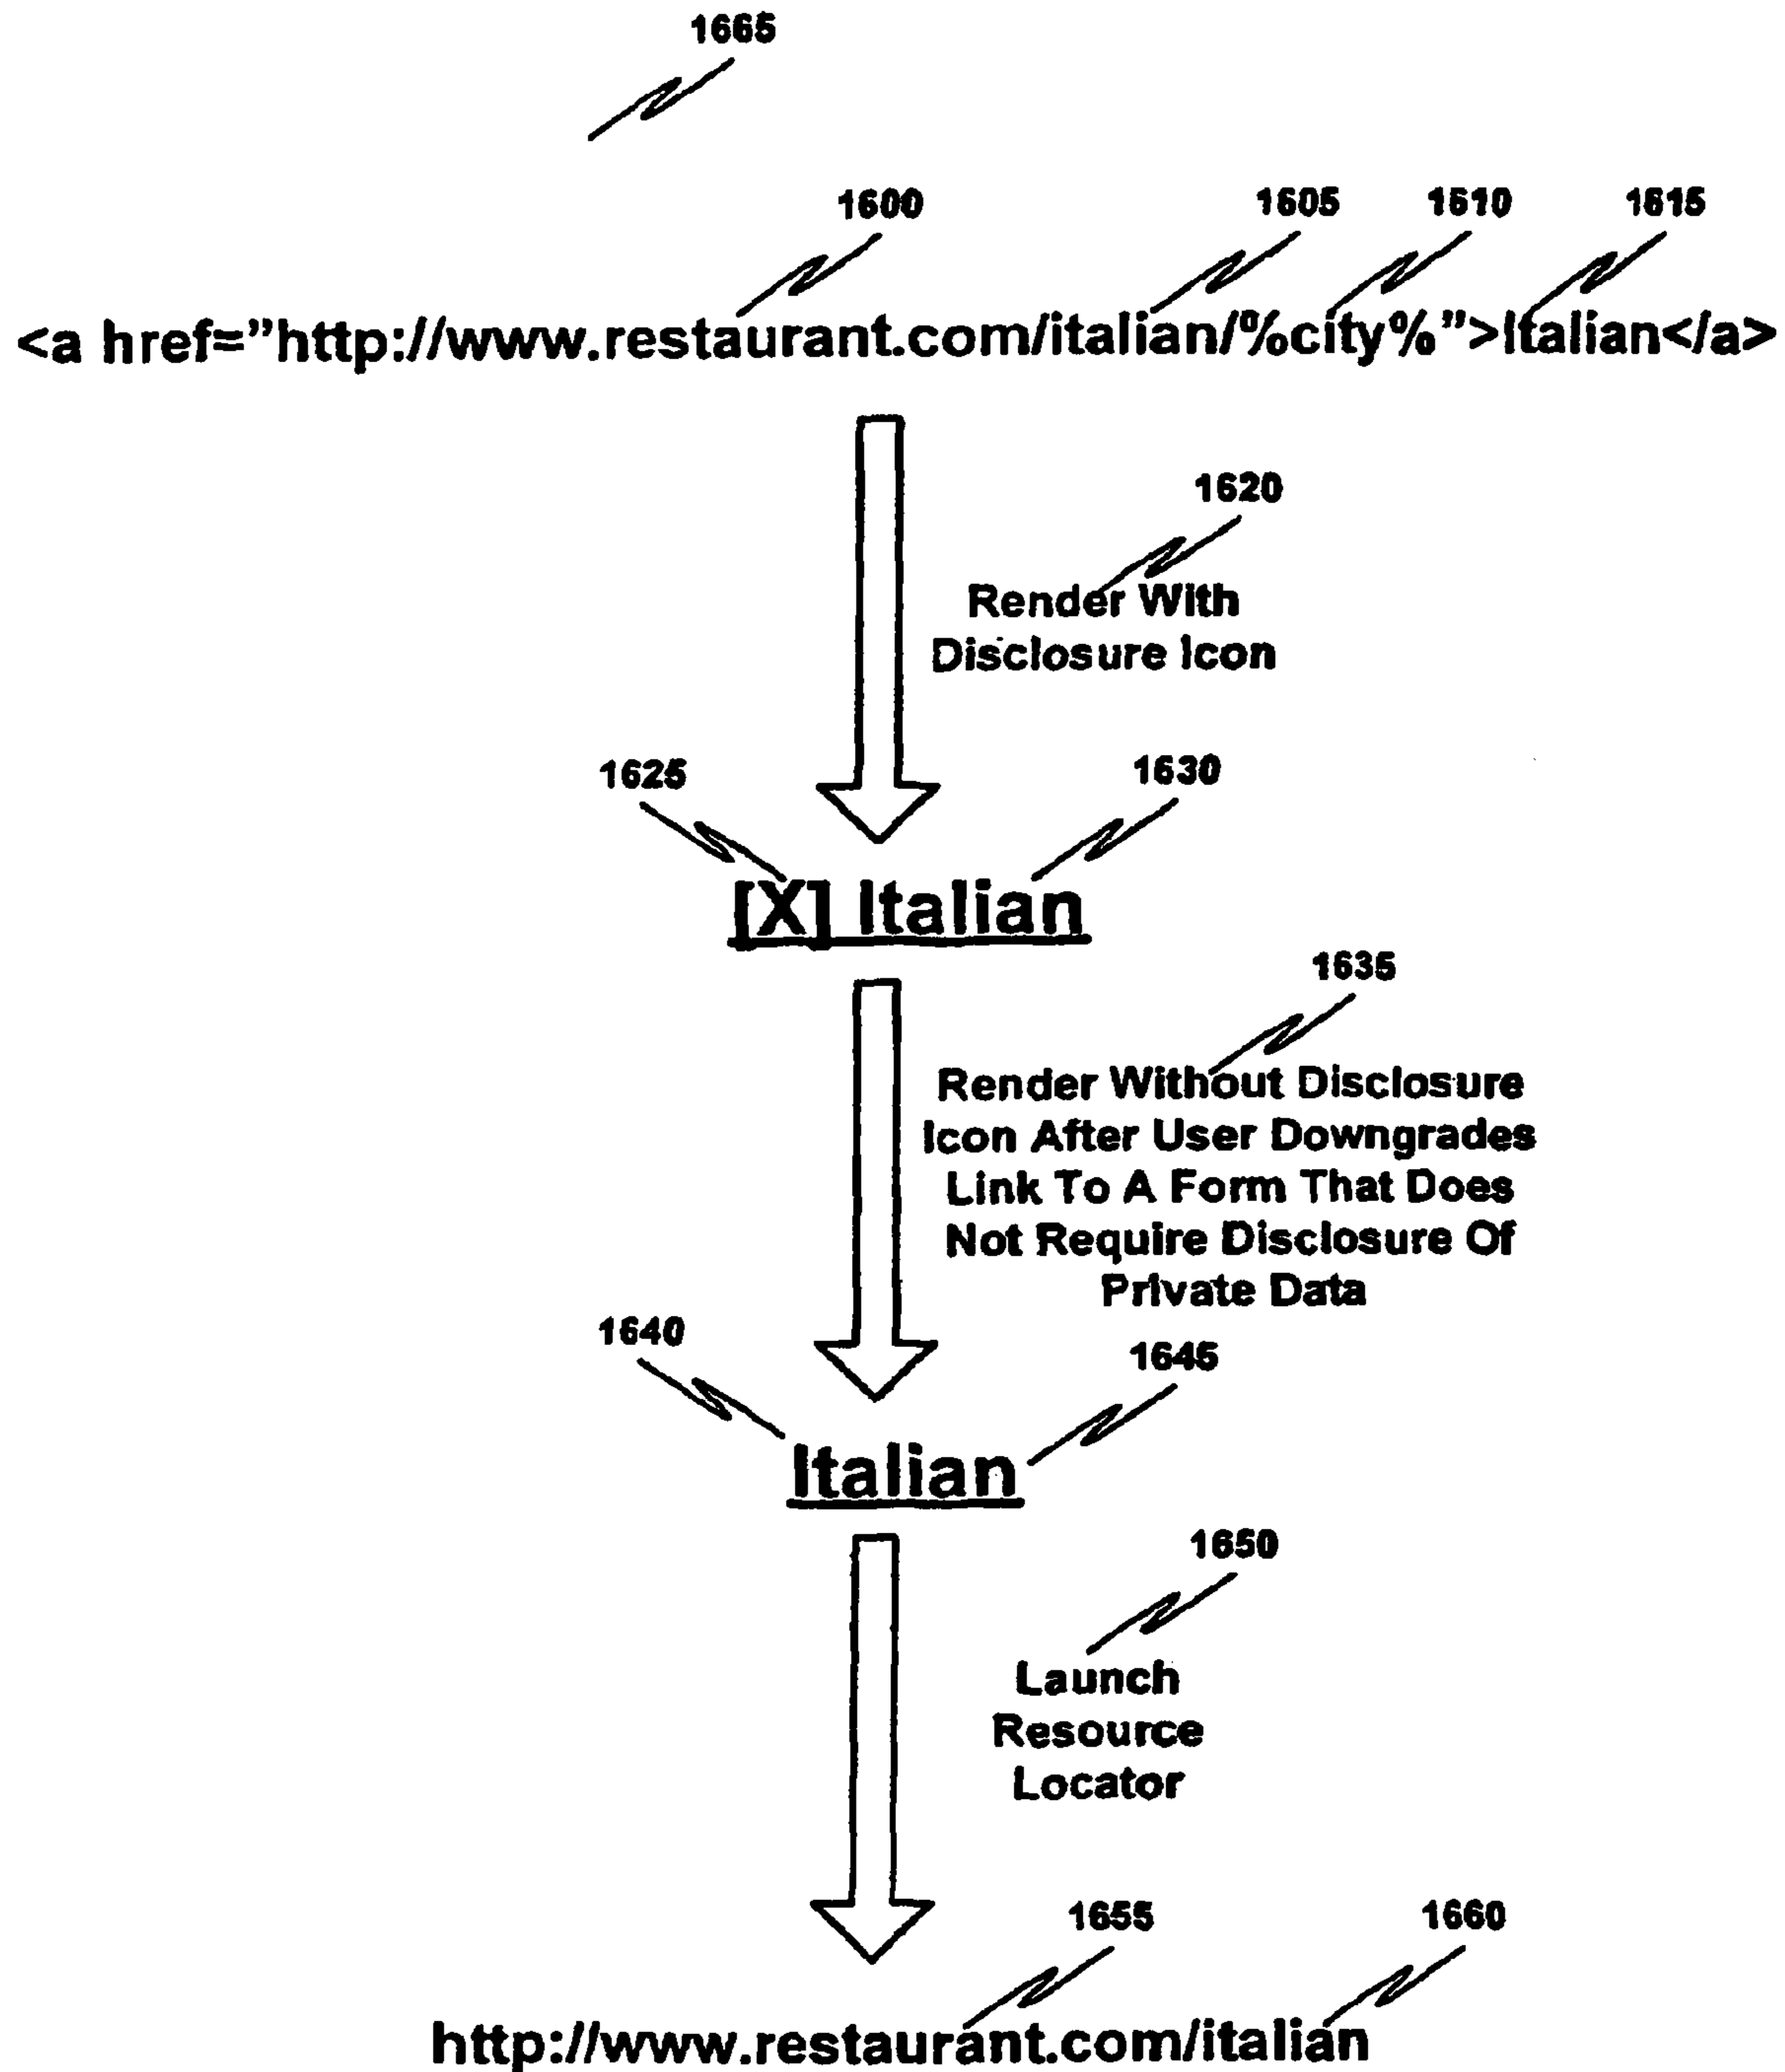 1665
1600 1605 1610 1615
<a href=”http://www.restaurant.com/italian/%city%”>Italian</a>
1620
Render With
Disclosure Icon
1625 1630
[X] Italian
1635
Render Without Disclosure
Icon After User Downgrades
Link To A Form That Does
Not Require Disclosure Of
Private Data
1640 1645
Italian
1650
Launch
Resource
Locator
1655 1660
http://www.restaurant.com/italian